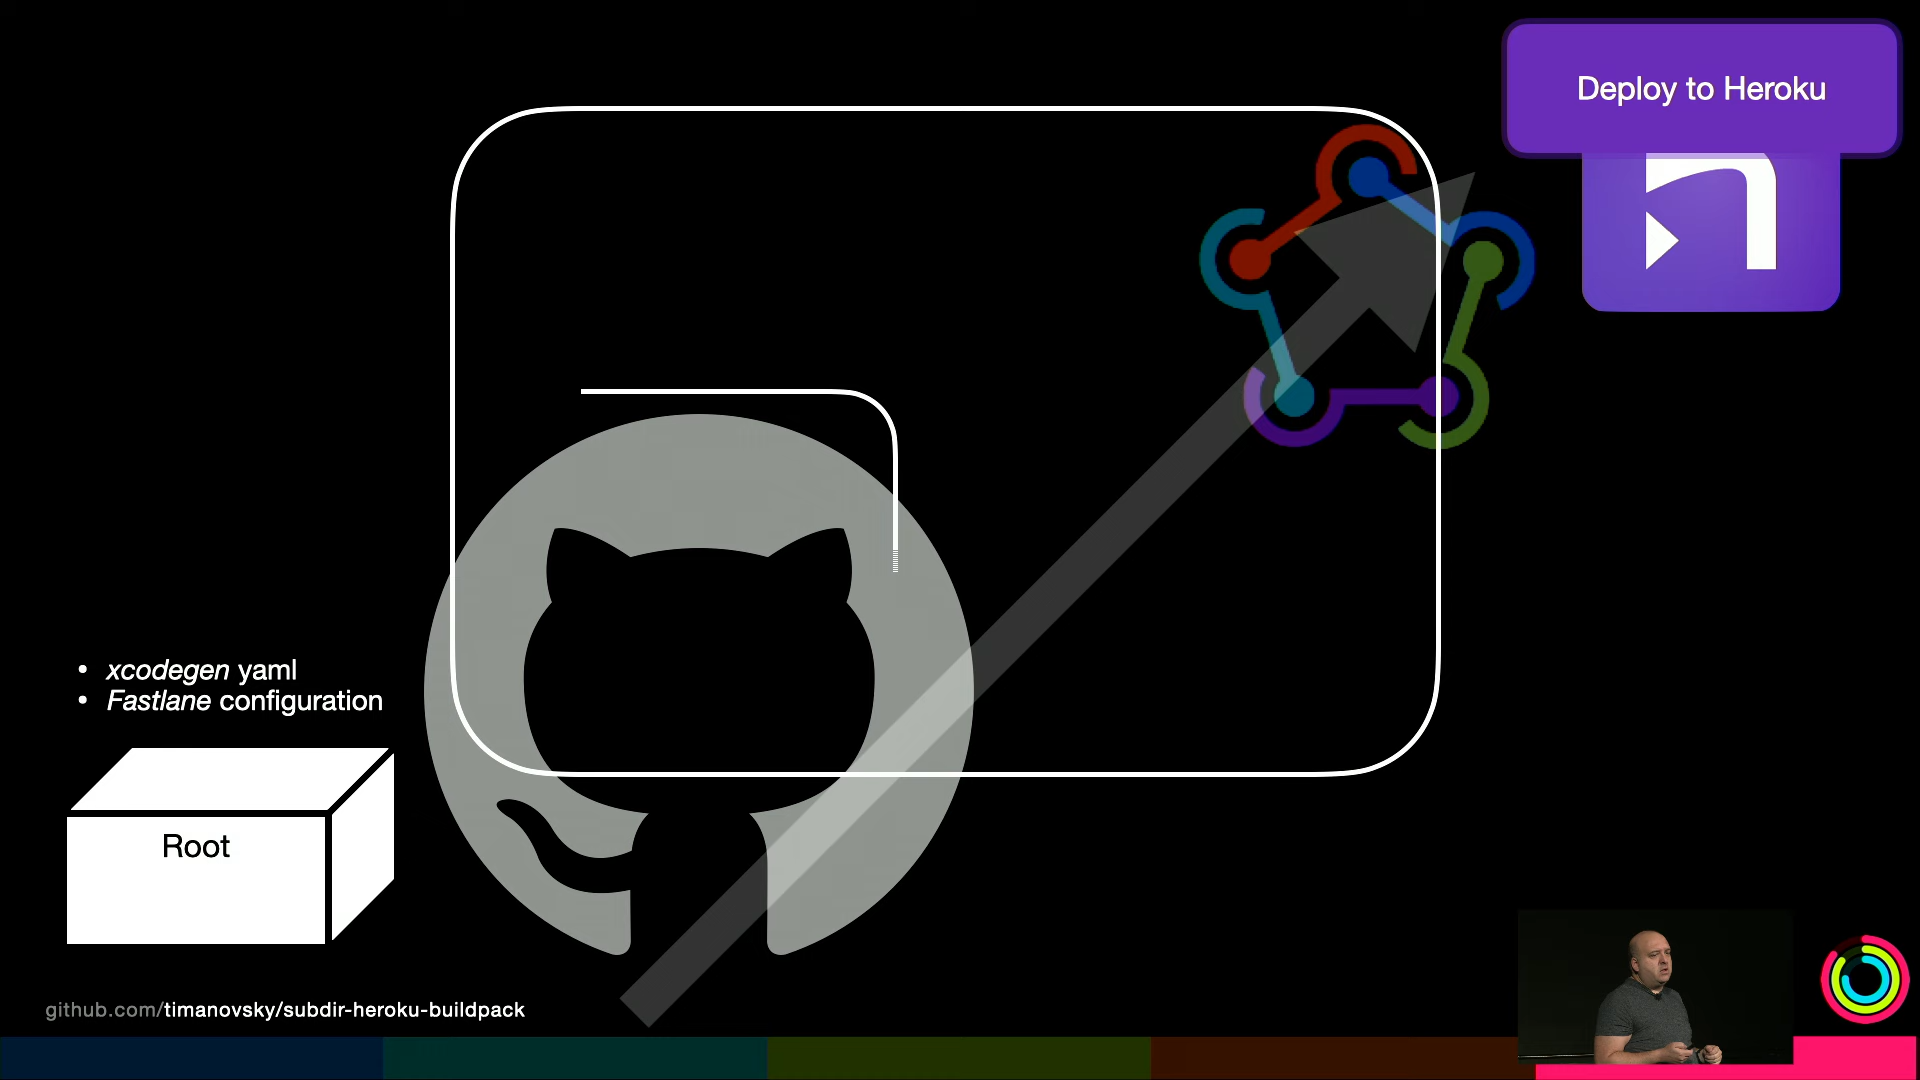 Deploy to Heroku
• xcodegen yaml
• Fastlane configuration
Root
github.com/timanovsky/subdir-heroku-buildpack